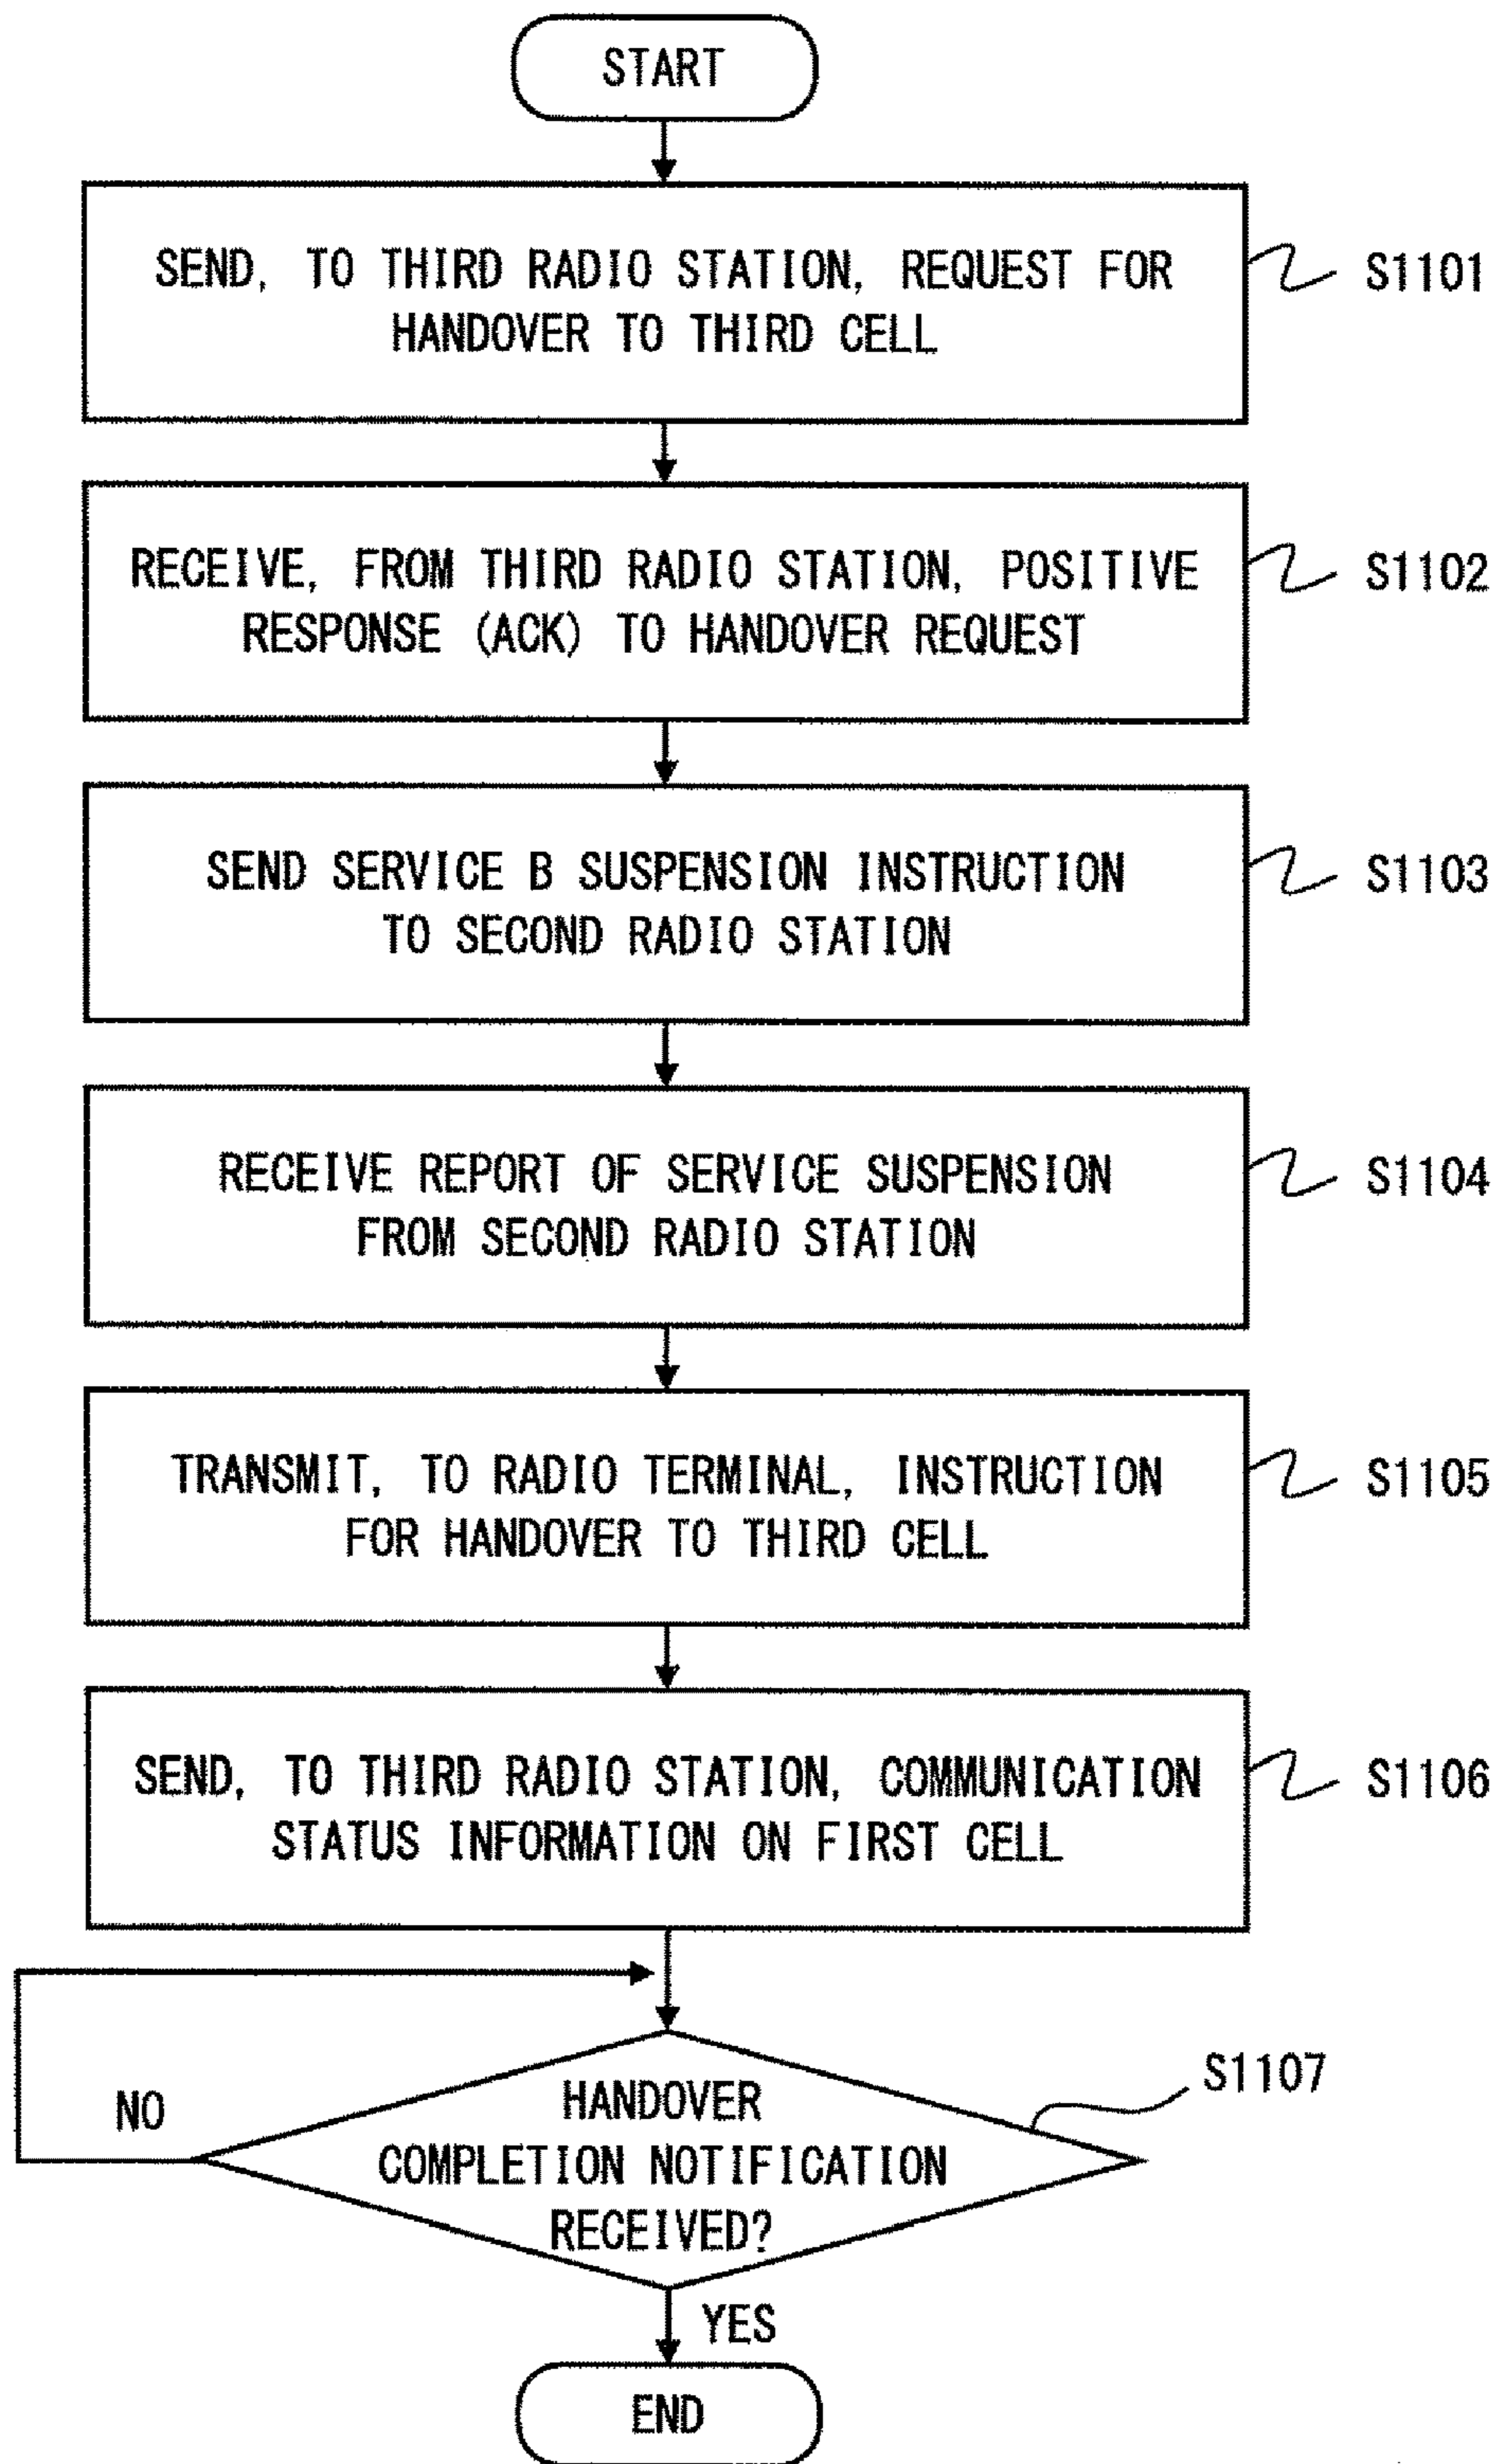 START
SEND, TO THIRD RADIO STATION, REQUEST FOR
HANDOVER TO THIRD CELL
S1101
RECEIVE, FROM THIRD RADIO STATION, POSITIVE
RESPONSE (ACK) TO HANDOVER REQUEST
S1102
SEND SERVICE B SUSPENSION INSTRUCTION
TO SECOND RADIO STATION
S1103
RECEIVE REPORT OF SERVICE SUSPENSION
FROM SECOND RADIO STATION
S1104
TRANSMIT, TO RADIO TERMINAL, INSTRUCTION
FOR HANDOVER TO THIRD CELL
S1105
SEND, TO THIRD RADIO STATION, COMMUNICATION
STATUS INFORMATION ON FIRST CELL
S1106
HANDOVER
COMPLETION NOTIFICATION
RECEIVED?
S1107
NO
YES
END